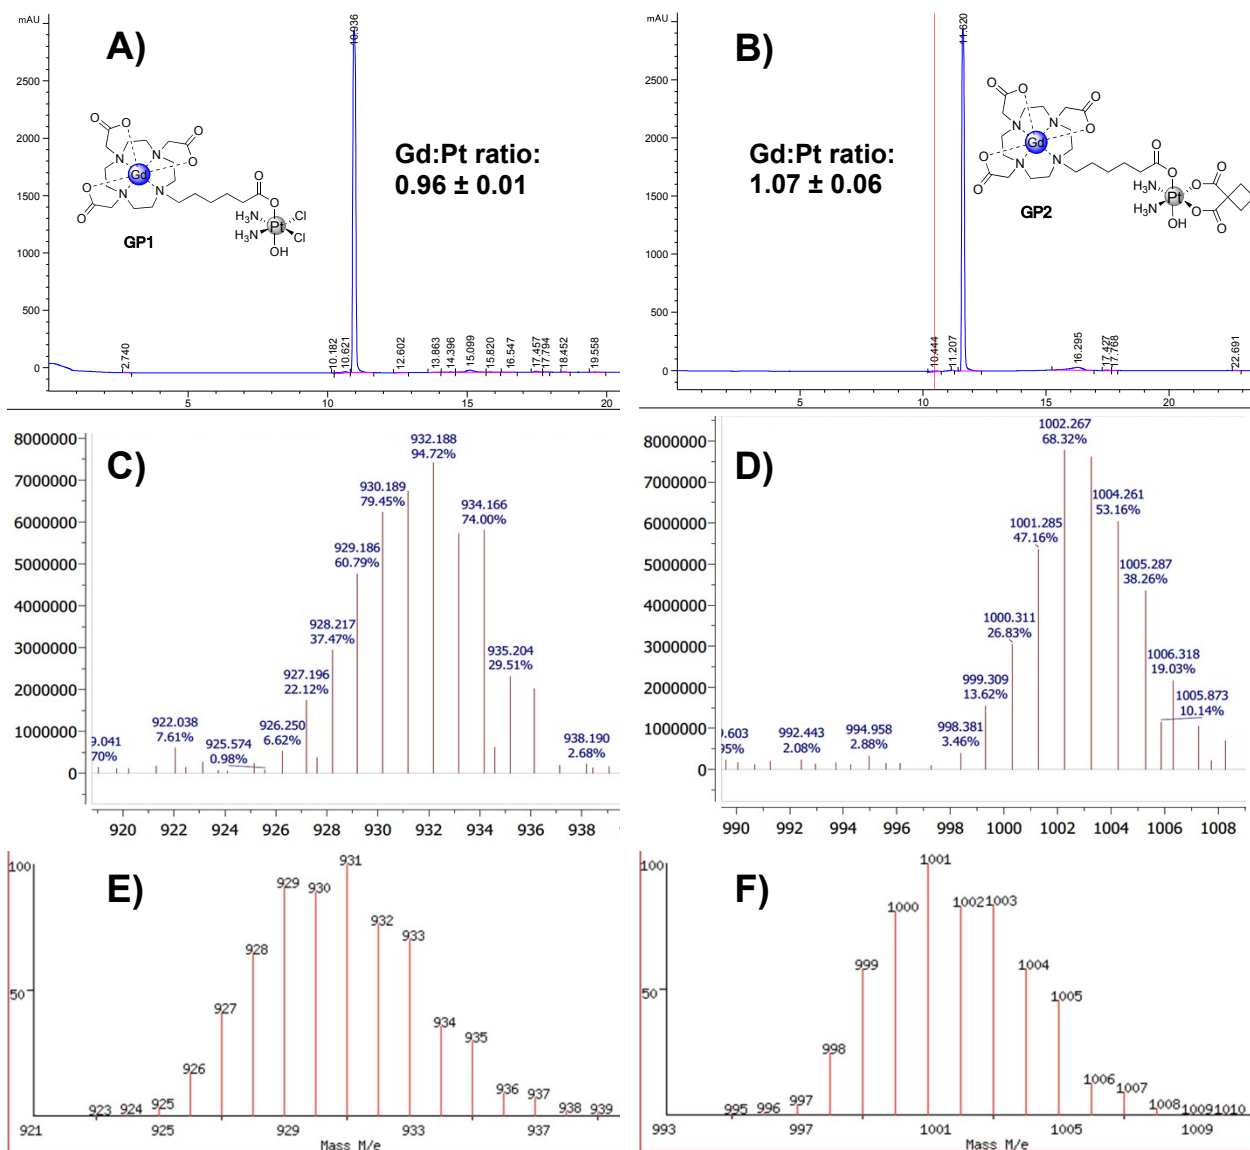 A)
mAU
2500
2000
1500
1000
500
0
5
10
15
20
10.936
2.740
10.182
10.621
12.602
13.863
14.396
15.099
15.820
16.547
17.457
17.794
18.452
19.558
Gd:Pt ratio:
0.96 ± 0.01
O
O
O
O
O
O
N
N
N
N
Gd
O
O
H₃N
H₃N
Pt
Cl
Cl
OH
GP1
B)
mAU
2500
2000
1500
1000
500
0
5
10
15
20
11.620
10.444
11.207
16.295
17.427
17.768
22.691
Gd:Pt ratio:
1.07 ± 0.06
O
O
O
O
O
O
N
N
N
N
Gd
O
O
H₃N
H₃N
Pt
O
O
O
O
OH
GP2
C)
8000000
7000000
6000000
5000000
4000000
3000000
2000000
1000000
0
9.041
70%
922.038
7.61%
925.574
0.98%
926.250
6.62%
927.196
22.12%
928.217
37.47%
929.186
60.79%
930.189
79.45%
932.188
94.72%
934.166
74.00%
935.204
29.51%
938.190
2.68%
920 922 924 926 928 930 932 934 936 938
D)
8000000
7000000
6000000
5000000
4000000
3000000
2000000
1000000
0
9.603
95%
992.443
2.08%
994.958
2.88%
998.381
3.46%
999.309
13.62%
1000.311
26.83%
1001.285
47.16%
1002.267
68.32%
1004.261
53.16%
1005.287
38.26%
1006.318
19.03%
1005.873
10.14%
990 992 994 996 998 1000 1002 1004 1006 1008
E)
100
50
923
924
925
926
927
928
929
930
931
932
933
934
935
936
937
938
939
921 925 929 933 937
Mass M/e
F)
100
50
995
996
997
998
999
1000
1001
1002
1003
1004
1005
1006
1007
1008
1009
1010
993 997 1001 1005 1009
Mass M/e